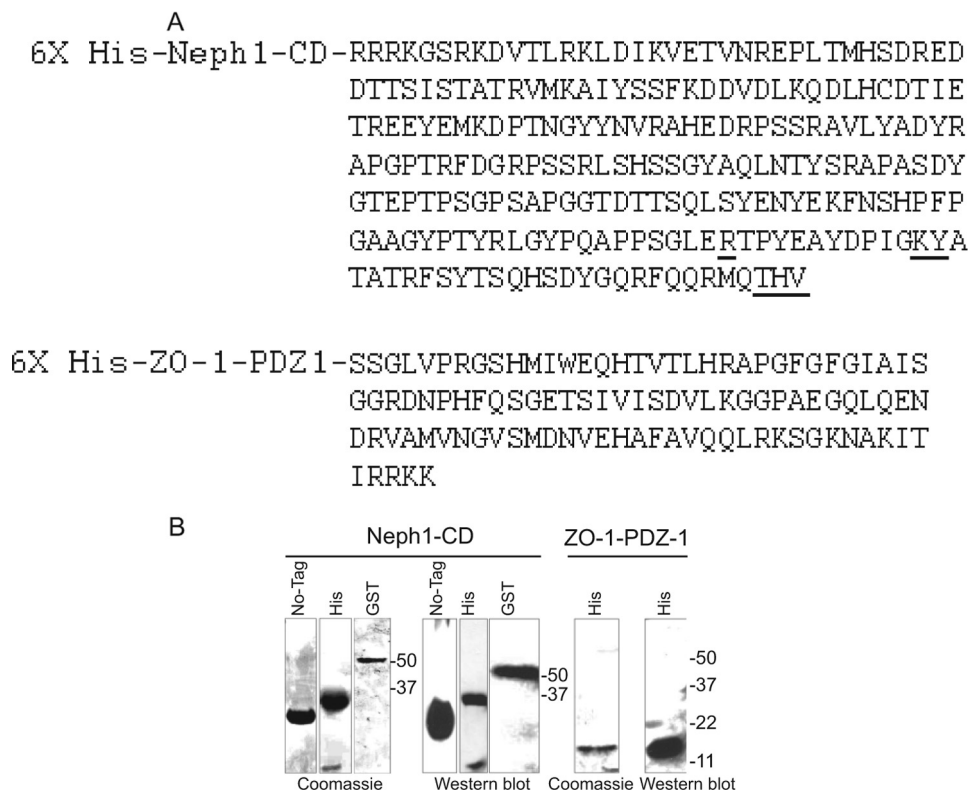 A
6X His-Neph1-CD-RRRKGSRKDVTLRKLDIKVETVNREPLTMHSDRED
DTTSISTATRVMKAIYSSFKDDVDLKQDLHCDTIE
TREEYEMKDPTNGYYNVRAHEDRPSSRAVLYADYR
APGPTRFDGRPSSRLSHSSGYAQLNTYSRAPASDY
GTEPTPSGPSAPGGTDTTSQLSYENYEKFNSHPFP
GAAGYPTYRLGYPQAPPSGLERTPYEAYDPIGKYA
TATRFSYTSQHSDYGQRFQQRMQTHV
6X His-ZO-1-PDZ1-SSGLVPRGSHMIWEQHTVTLHRAPGFGFGIAIS
GGRDNPHFQSGETSIVISDVLKGGPAEGQLQEN
DRVAMVNGVSMDNVEHAFAVQQLRKSGKNAKIT
IRRKK
B
Neph1-CD ZO-1-PDZ-1
No-Tag His GST No-Tag His GST His His
-50 -50 -50
-37 -37 -37
-22
-11
Coomassie Western blot Coomassie Western blot